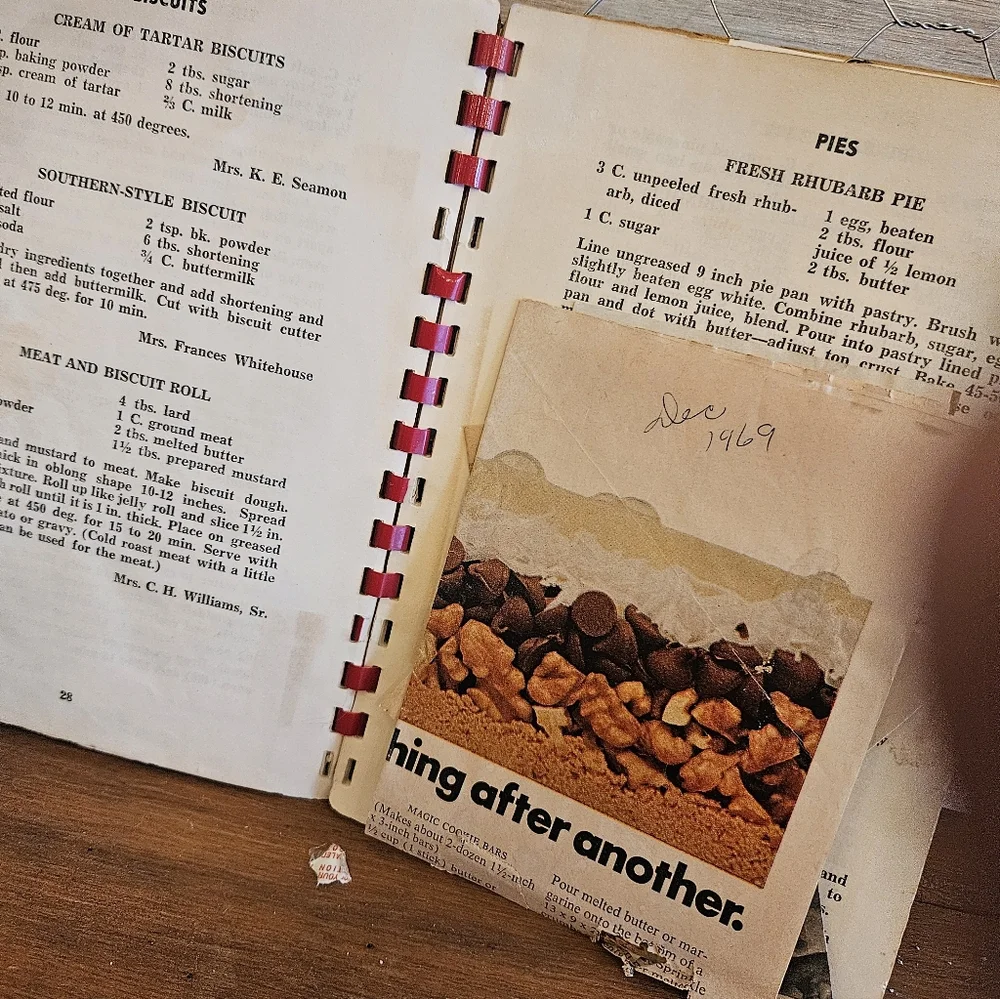 BISCUITS
CREAM OF TARTAR BISCUITS
flour
baking powder
cream of tartar
2 tbs. sugar
8 tbs. shortening
⅔ C. milk
10 to 12 min. at 450 degrees.
Mrs. K. E. Seamon
SOUTHERN-STYLE BISCUIT
flour
salt
soda
2 tsp. bk. powder
6 tbs. shortening
¾ C. buttermilk
dry ingredients together and add shortening and
then add buttermilk. Cut with biscuit cutter
at 475 deg. for 10 min.
Mrs. Frances Whitehouse
MEAT AND BISCUIT ROLL
4 tbs. lard
1 C. ground meat
2 tbs. melted butter
1½ tbs. prepared mustard
and mustard to meat. Make biscuit dough.
in oblong shape 10-12 inches. Spread
Roll up like jelly roll and slice 1½ in.
roll until it is 1 in. thick. Place on greased
at 450 deg. for 15 to 20 min. Serve with
or gravy. (Cold roast meat with a little
can be used for the meat.)
Mrs. C. H. Williams, Sr.
28
PIES
FRESH RHUBARB PIE
3 C. unpeeled fresh rhub-
arb, diced
1 C. sugar
1 egg, beaten
2 tbs. flour
juice of ½ lemon
2 tbs. butter
Line ungreased 9 inch pie pan with pastry. Brush
slightly beaten egg white. Combine rhubarb, sugar,
flour and lemon juice, blend. Pour into pastry lined
pan and dot with butter—adjust top crust. Bake
Dec
1969
hing after another.
MAGIC COOKIE BARS
(Makes about 2-dozen 1½-inch
x 3-inch bars)
½ cup (1 stick) butter or
Pour melted butter or mar-
garine onto the bottom of a
13 x 9 x
Sprinkle
and
to